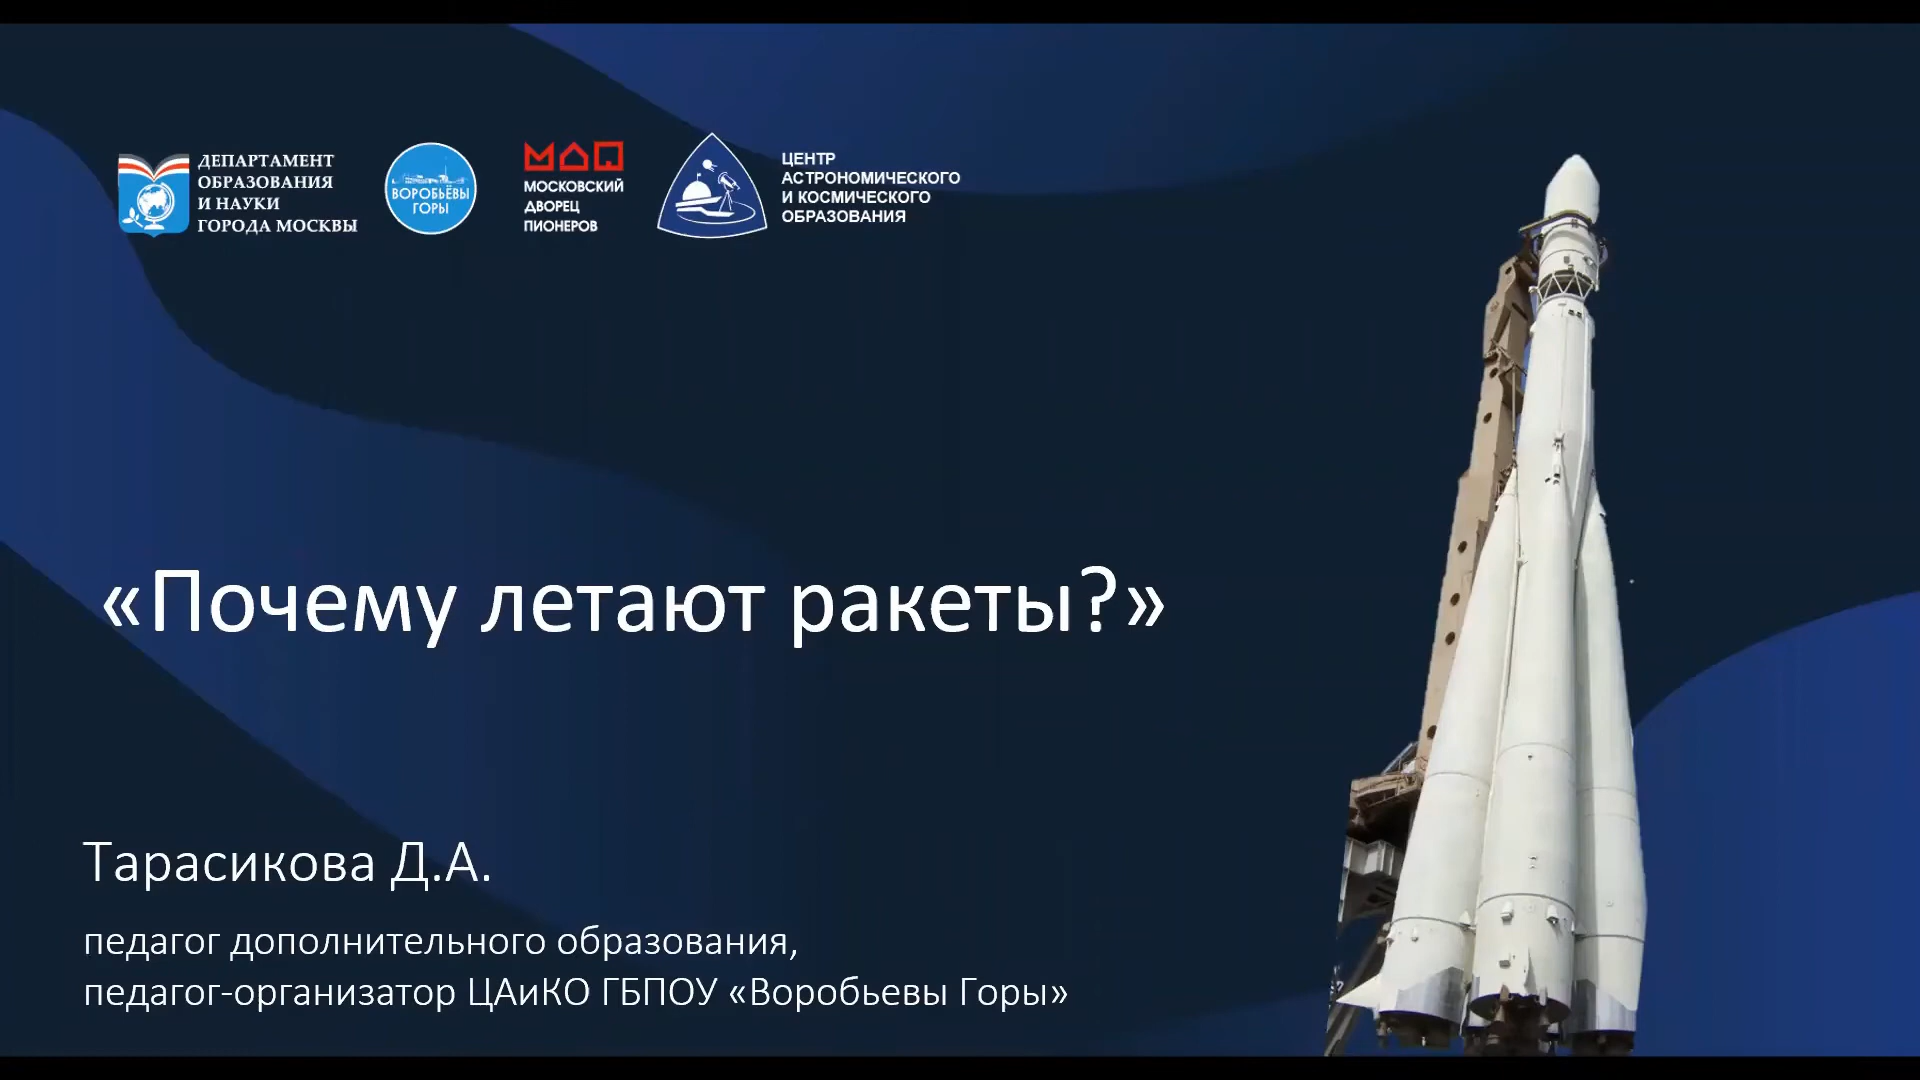 ДЕПАРТАМЕНТ
ОБРАЗОВАНИЯ
И НАУКИ
ГОРОДА МОСКВЫ
ВОРОБЬЁВЫ
ГОРЫ
МДП
МОСКОВСКИЙ
ДВОРЕЦ
ПИОНЕРОВ
ЦЕНТР
АСТРОНОМИЧЕСКОГО
И КОСМИЧЕСКОГО
ОБРАЗОВАНИЯ
«Почему летают ракеты?»
Тарасикова Д.А.
педагог дополнительного образования,
педагог-организатор ЦАиКО ГБПОУ «Воробьевы Горы»